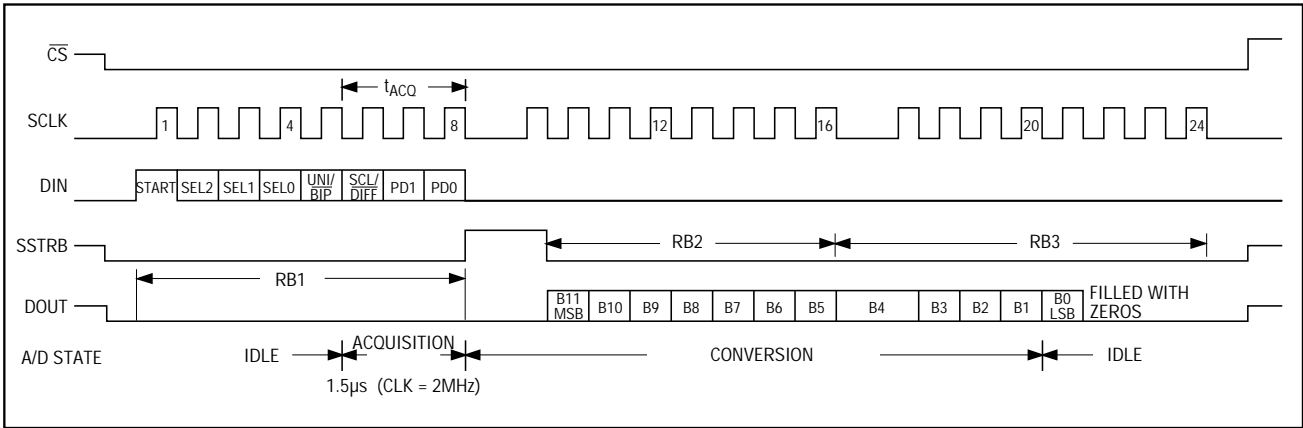 CS
tACQ
SCLK 1 4 8 12 16 20 24
DIN START SEL2 SEL1 SEL0 UNI/BIP SCL/DIFF PD1 PD0
SSTRB RB2 RB3
RB1
DOUT B11 MSB B10 B9 B8 B7 B6 B5 B4 B3 B2 B1 B0 LSB FILLED WITH ZEROS
A/D STATE IDLE ACQUISITION CONVERSION IDLE
1.5µs (CLK = 2MHz)